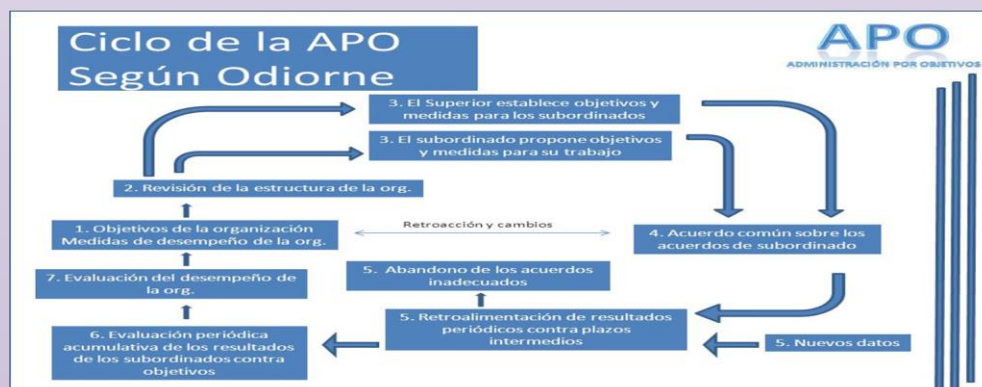 Ciclo de la APO
Según Odiorne
APO
ADMINISTRACIÓN POR OBJETIVOS
3. El Superior establece objetivos y
medidas para los subordinados
3. El subordinado propone objetivos
y medidas para su trabajo
2. Revisión de la estructura de la org.
1. Objetivos de la organización
Medidas de desempeño de la org.
Retroacción y cambios
4. Acuerdo común sobre los
acuerdos de subordinado
7. Evaluación del desempeño de
la org.
5. Abandono de los acuerdos
inadecuados
6. Evaluación periódica
acumulativa de los resultados
de los subordinados contra
objetivos
5. Retroalimentación de resultados
periódicos contra plazos
intermedios
5. Nuevos datos